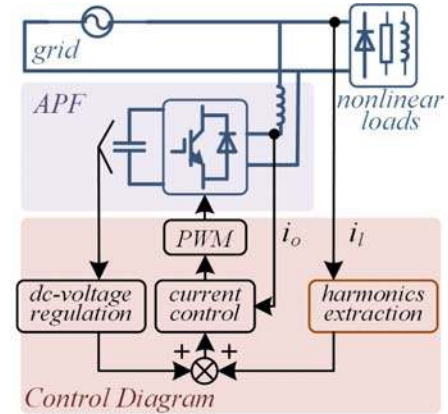 grid
nonlinear
loads
APF
PWM
i_o
i_l
dc-voltage
regulation
current
control
harmonics
extraction
+
+
Control Diagram